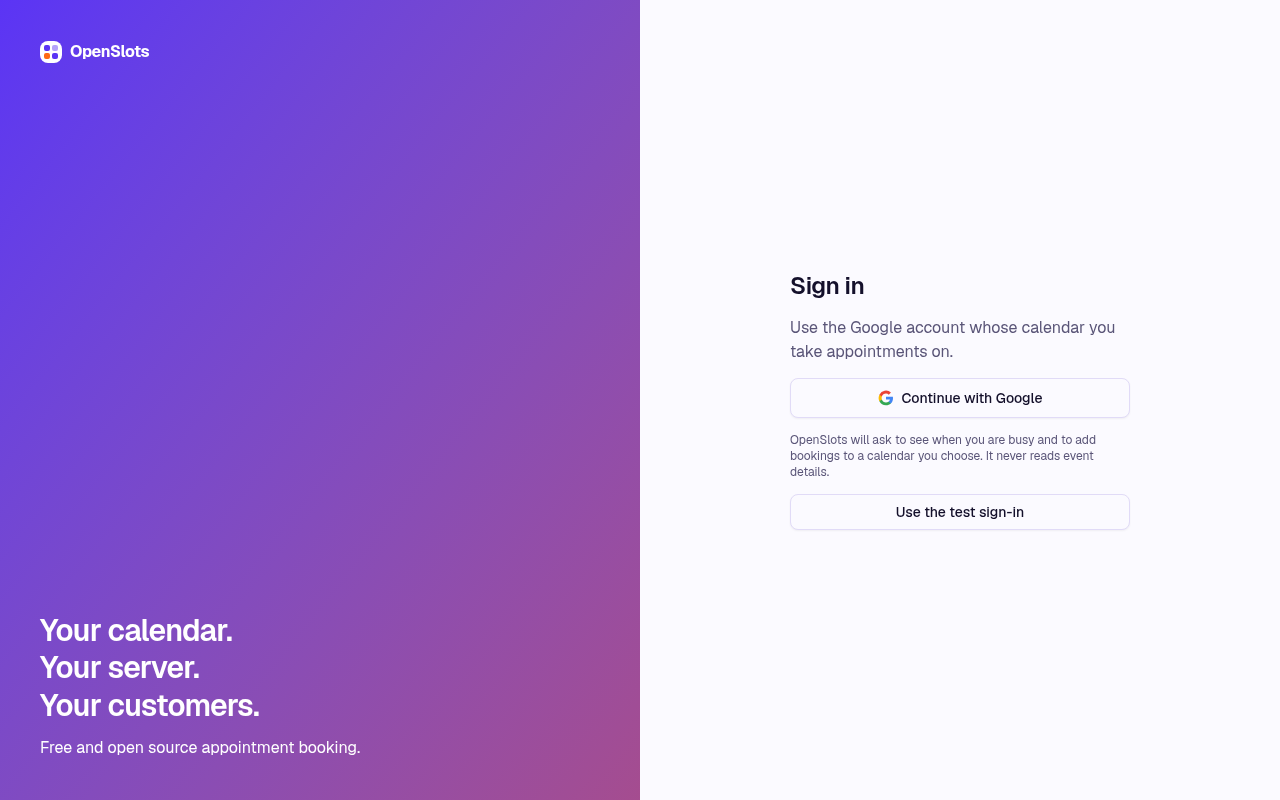 OpenSlots
Your calendar.
Your server.
Your customers.
Free and open source appointment booking.
Sign in
Use the Google account whose calendar you
take appointments on.
Continue with Google
OpenSlots will ask to see when you are busy and to add
bookings to a calendar you choose. It never reads event
details.
Use the test sign-in